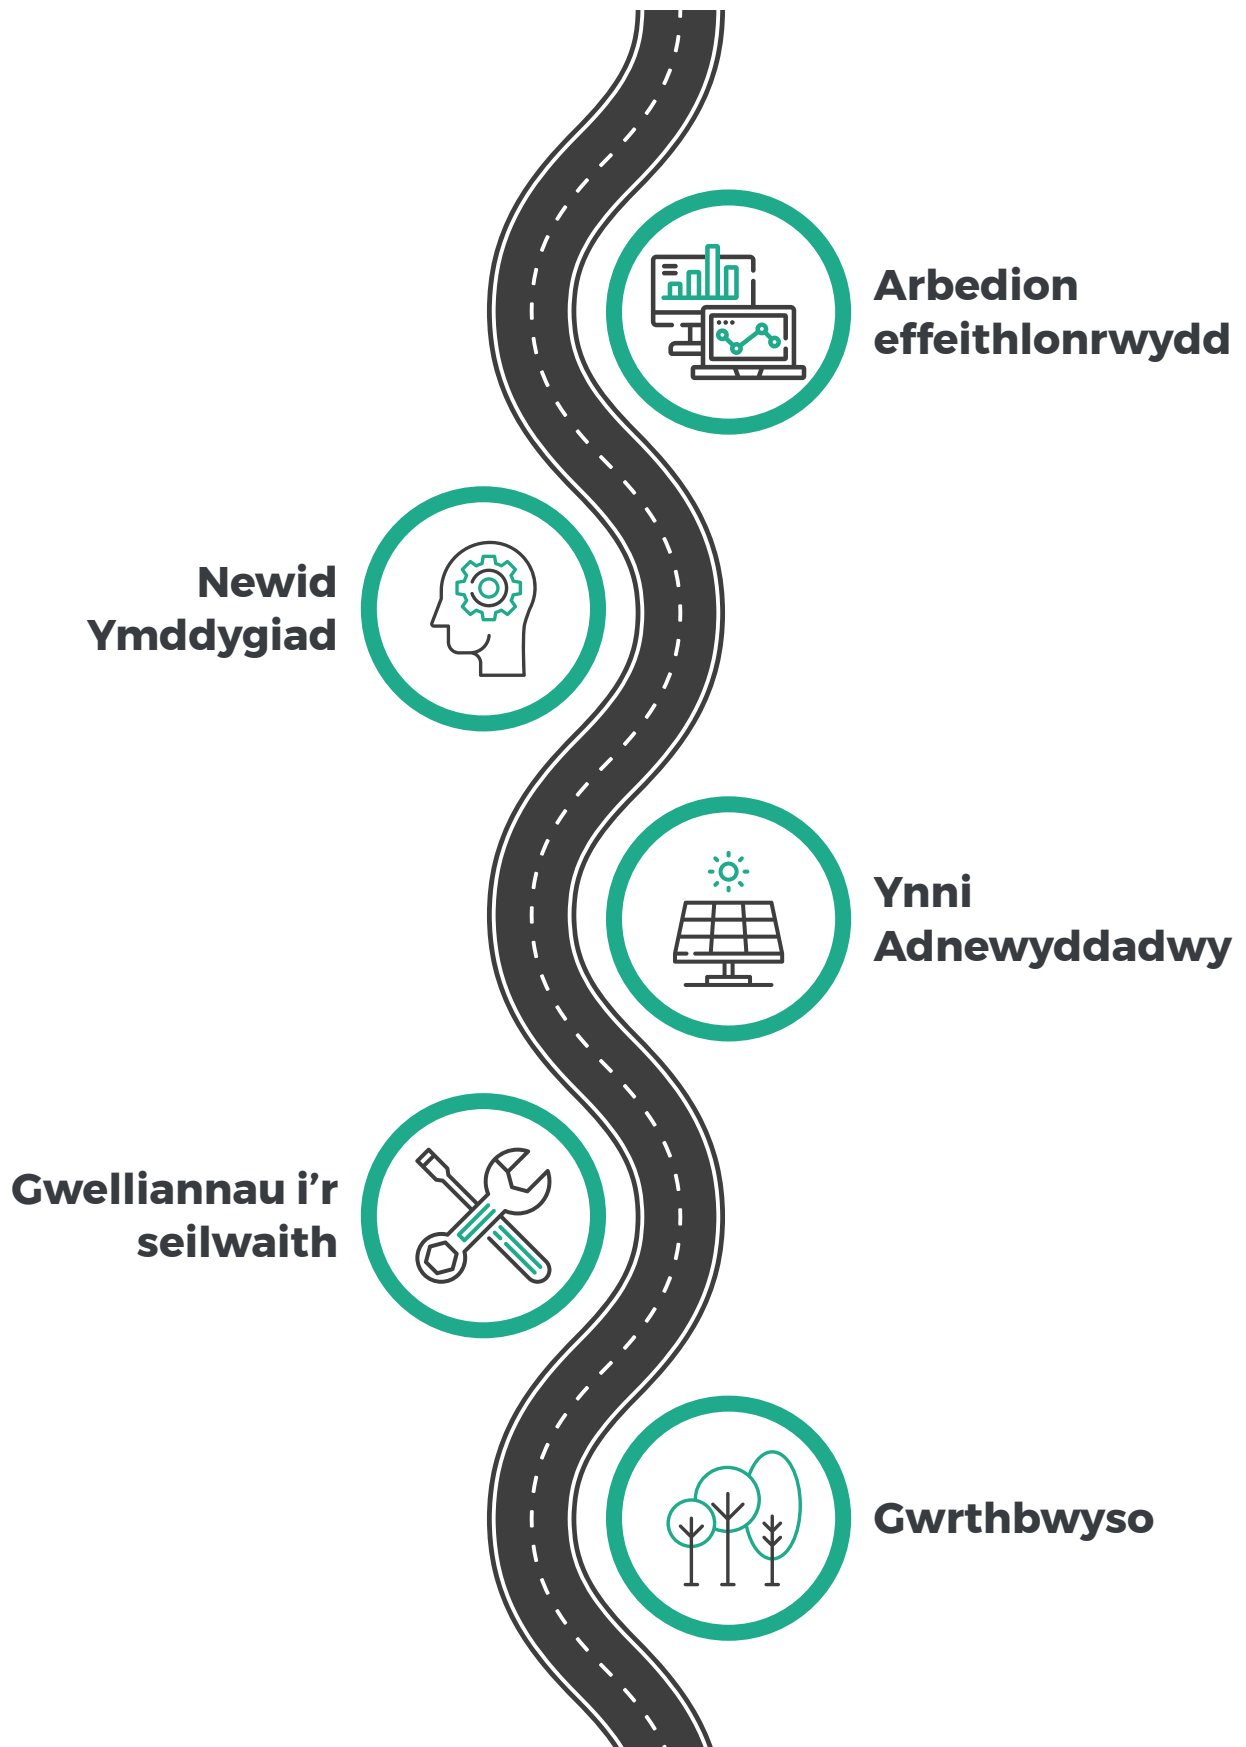 Arbedion
effeithlonrwydd
Newid
Ymddygiad
Ynni
Adnewyddadwy
Gwelliannau i’r
seilwaith
Gwrthbwyso